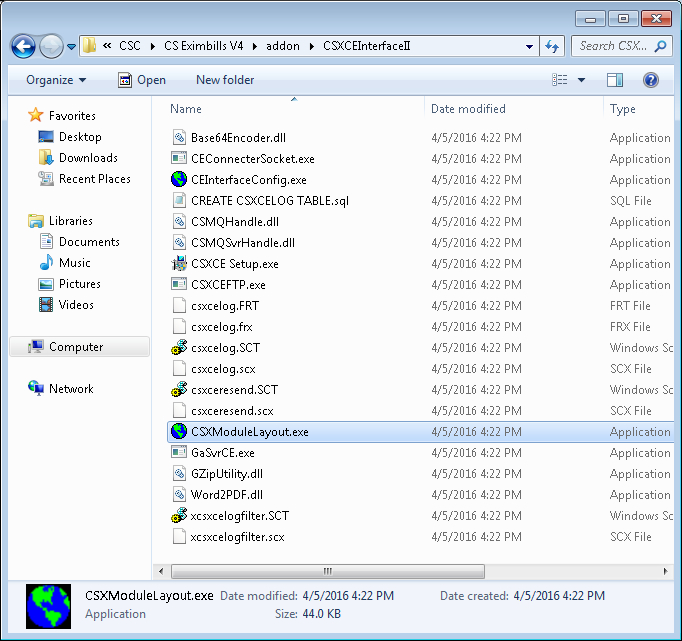 « CSC CS Eximbills V4 addon CSXCEInterfaceII Search CSX...
Organize Open New folder
Name Date modified Type
Favorites
Desktop
Downloads
Recent Places
Libraries
Documents
Music
Pictures
Videos
Computer
Network
Base64Encoder.dll 4/5/2016 4:22 PM Application
CEConnecterSocket.exe 4/5/2016 4:22 PM Application
CEInterfaceConfig.exe 4/5/2016 4:22 PM Application
CREATE CSXCELOG TABLE.sql 4/5/2016 4:22 PM SQL File
CSMQHandle.dll 4/5/2016 4:22 PM Application
CSMQSvrHandle.dll 4/5/2016 4:22 PM Application
CSXCE Setup.exe 4/5/2016 4:22 PM Application
CSXCEFTP.exe 4/5/2016 4:22 PM Application
csxcelog.FRT 4/5/2016 4:22 PM FRT File
csxcelog.frx 4/5/2016 4:22 PM FRX File
csxcelog.SCT 4/5/2016 4:22 PM Windows Sc
csxcelog.scx 4/5/2016 4:22 PM SCX File
csxceresend.SCT 4/5/2016 4:22 PM Windows Sc
csxceresend.scx 4/5/2016 4:22 PM SCX File
CSXModuleLayout.exe 4/5/2016 4:22 PM Application
GaSvrCE.exe 4/5/2016 4:22 PM Application
GZipUtility.dll 4/5/2016 4:22 PM Application
Word2PDF.dll 4/5/2016 4:22 PM Application
xcsxcelogfilter.SCT 4/5/2016 4:22 PM Windows Sc
xcsxcelogfilter.scx 4/5/2016 4:22 PM SCX File
CSXModuleLayout.exe Date modified: 4/5/2016 4:22 PM Date created: 4/5/2016 4:22 PM
Application Size: 44.0 KB